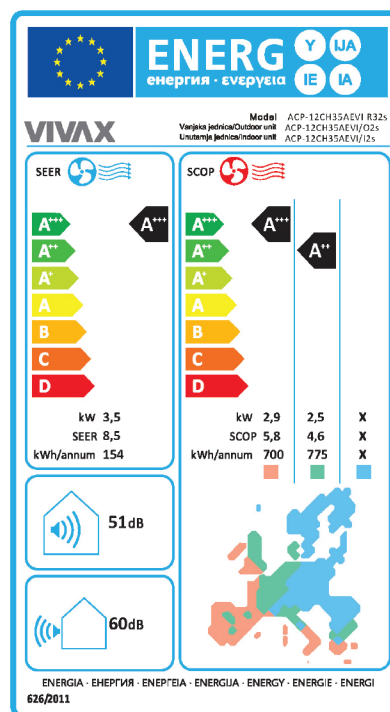 ENERG
енергия · ενεργεια
Y IJA
IE IA
VIVAX
Model ACP-12CH35AEVI R32s
Vanjska jednica/Outdoor unit ACP-12CH35AEVI/O2s
Unutarnja jednica/Indoor unit ACP-12CH35AEVI/I2s
SEER
A+++
A++
A+
A
B
C
D
A+++
kW 3,5
SEER 8,5
kWh/annum 154
SCOP
A+++
A++
A+
A
B
C
D
A+++
A++
kW 2,9 2,5 X
SCOP 5,8 4,6 X
kWh/annum 700 775 X
51dB
60dB
ENERGIA · ЕНЕРГИЯ · ΕΝΕΡΓΕΙΑ · ENERGIJA · ENERGY · ENERGIE · ENERGI
626/2011